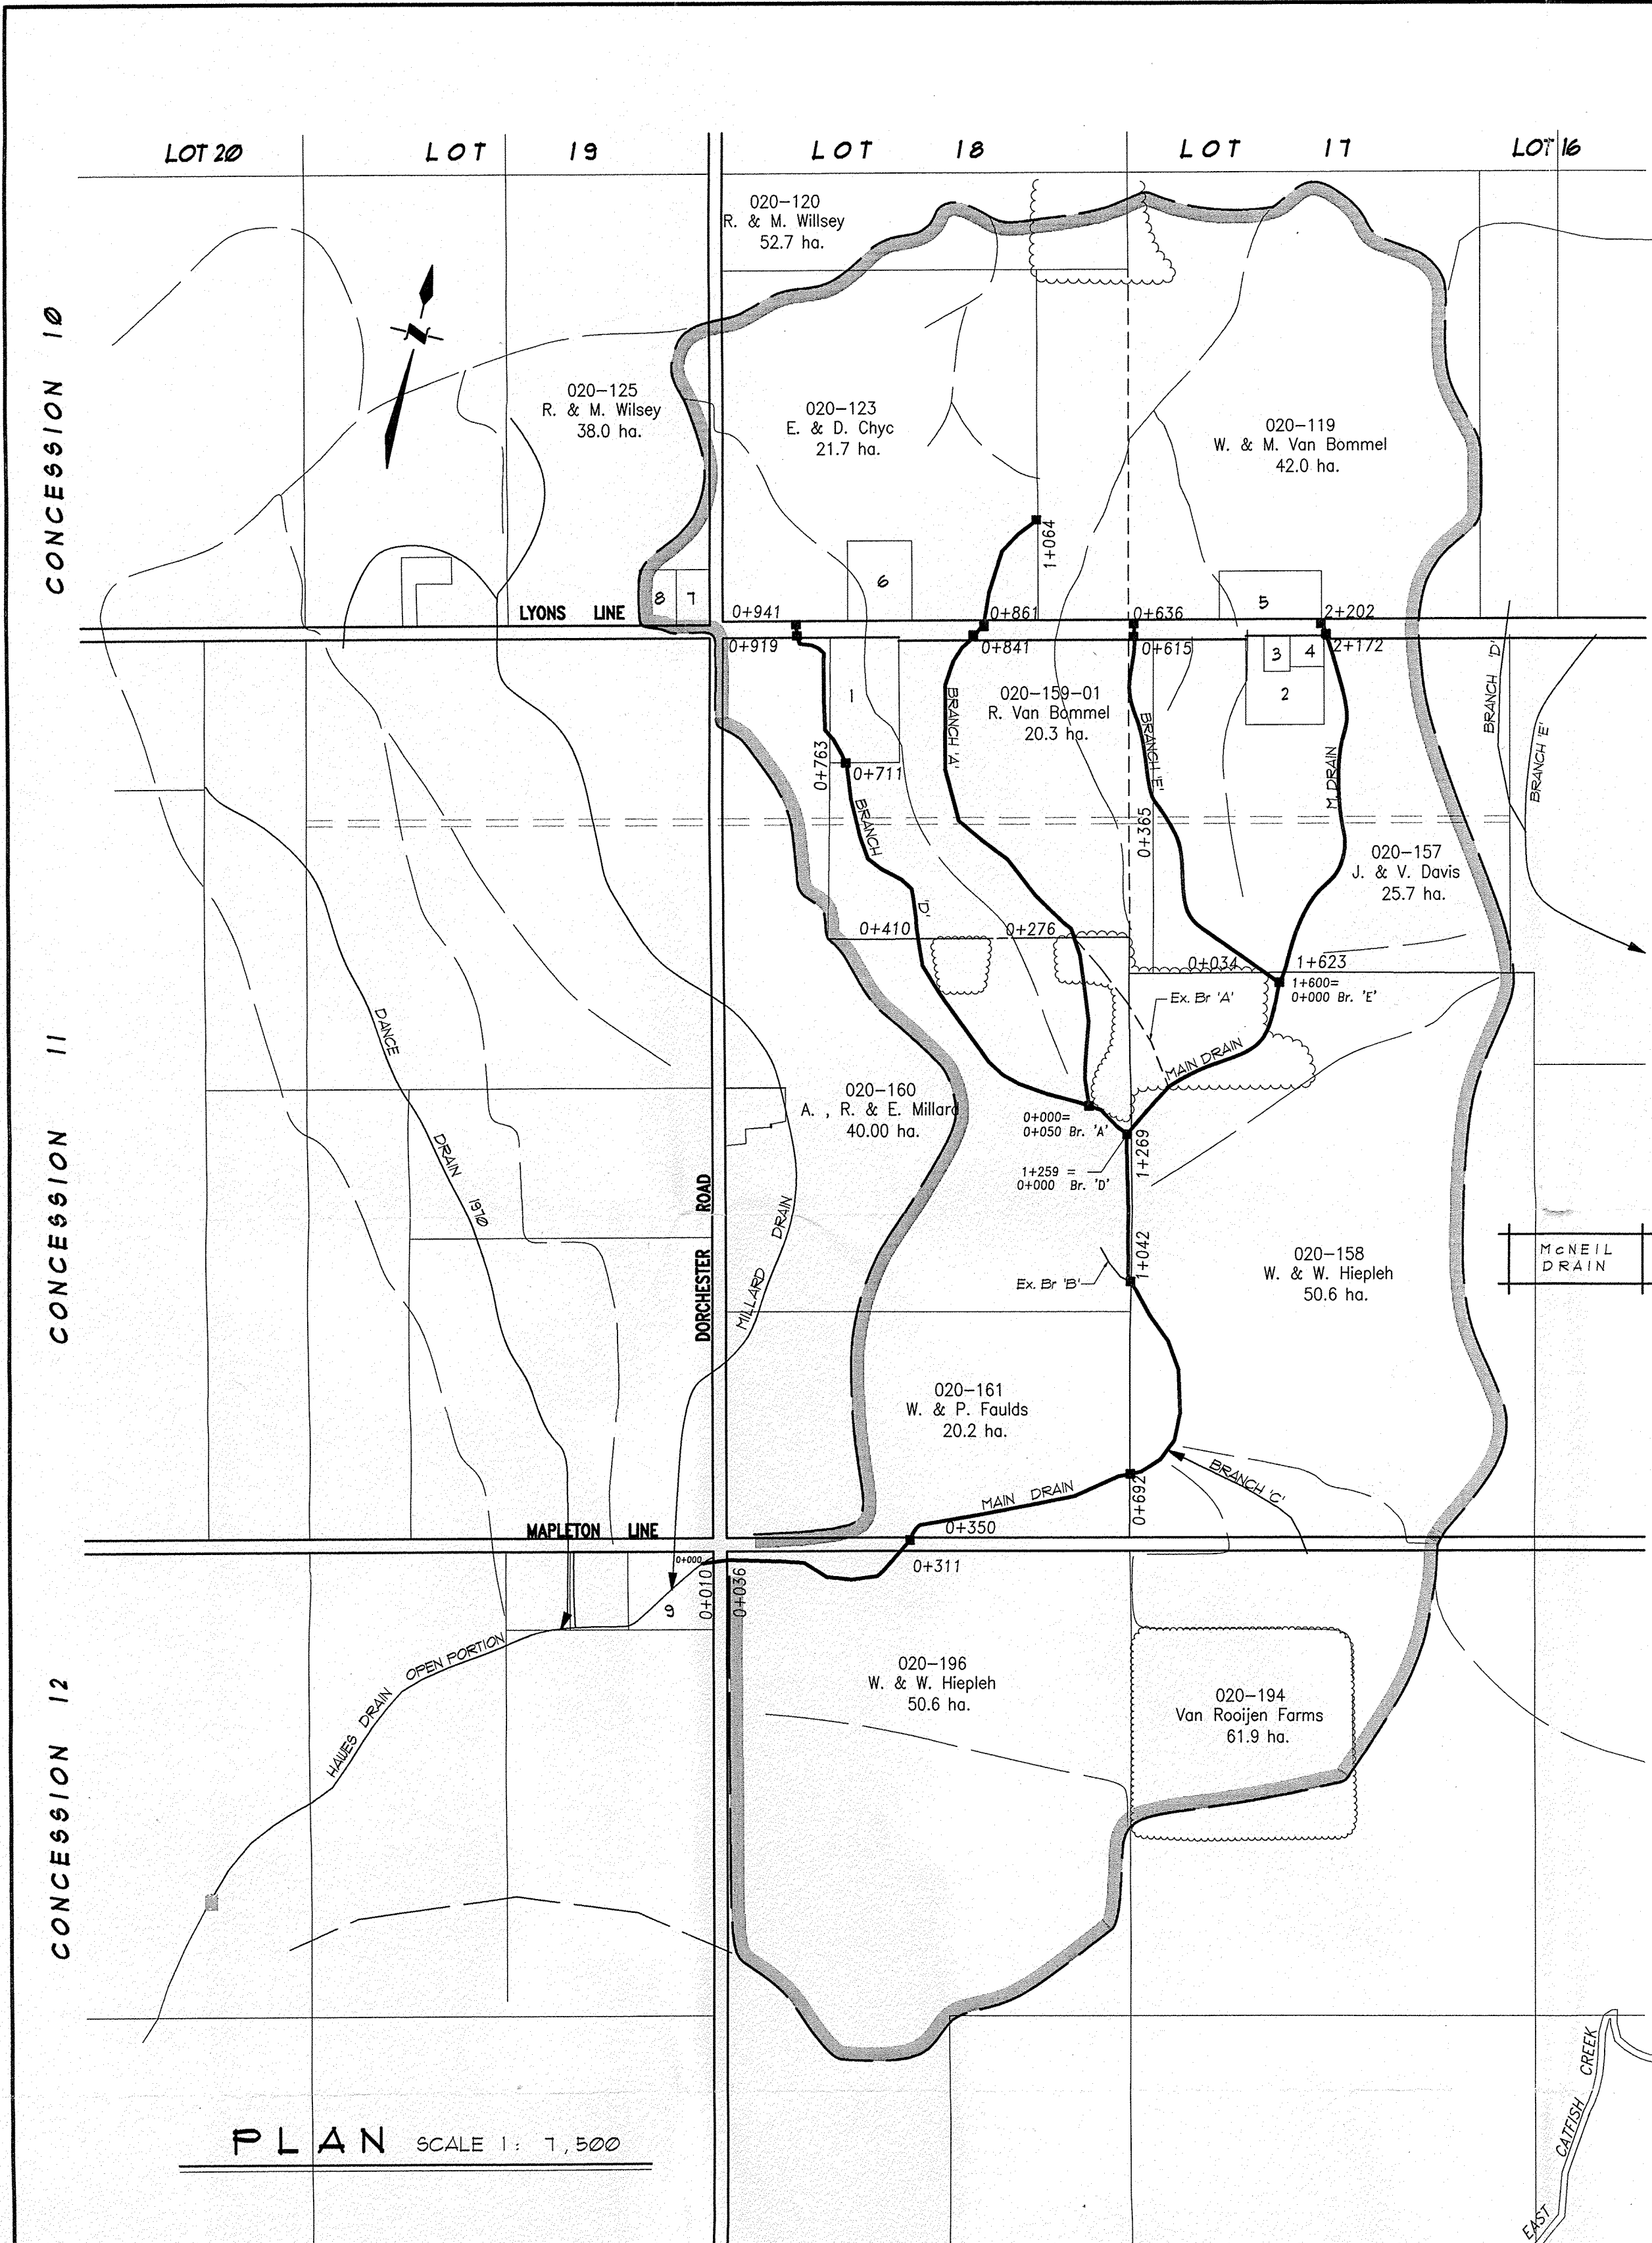 LOT 20
LOT 19
LOT 18
LOT 17
LOT 16
CONCESSION 10
CONCESSION 11
CONCESSION 12
020-120
R. & M. Willsey
52.7 ha.
020-125
R. & M. Wilsey
38.0 ha.
020-123
E. & D. Chyc
21.7 ha.
020-119
W. & M. Van Bommel
42.0 ha.
1+064
6
5
8
7
LYONS LINE
0+941
0+861
0+636
2+202
0+919
0+841
0+615
2+172
3
4
1
2
020-159-01
R. Van Bommel
20.3 ha.
BRANCH 'A'
BRANCH 'E'
M. DRAIN
BRANCH 'D'
BRANCH 'E'
0+763
0+711
BRANCH
'D'
0+365
020-157
J. & V. Davis
25.7 ha.
0+410
0+276
0+034
1+623
1+600=
0+000 Br. 'E'
Ex. Br 'A'
MAIN DRAIN
DANCE
DRAIN 1970
020-160
A. , R. & E. Millard
40.00 ha.
0+000=
0+050 Br. 'A'
1+269
1+259 =
0+000 Br. 'D'
DORCHESTER ROAD
MILLARD DRAIN
1+042
Ex. Br 'B'
020-158
W. & W. Hiepleh
50.6 ha.
McNEIL
DRAIN
020-161
W. & P. Faulds
20.2 ha.
BRANCH 'C'
MAIN DRAIN
0+692
MAPLETON LINE
0+350
0+000
0+311
0+010
0+036
9
HAWES DRAIN OPEN PORTION
020-196
W. & W. Hiepleh
50.6 ha.
020-194
Van Rooijen Farms
61.9 ha.
EAST CATFISH CREEK
PLAN SCALE 1: 7,500